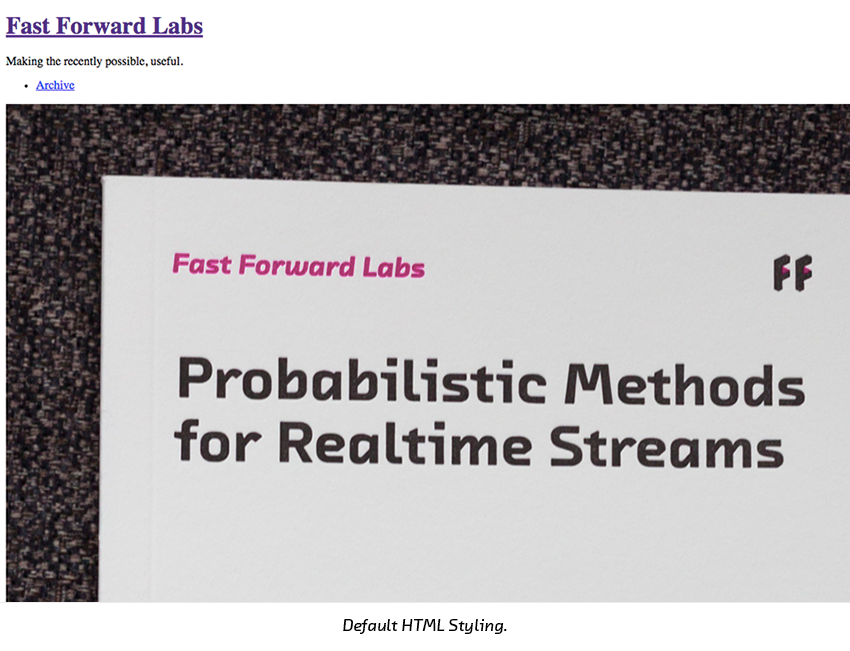 Fast Forward Labs
Making the recently possible, useful.
Archive
Fast Forward Labs
FF
Probabilistic Methods
for Realtime Streams
Default HTML Styling.